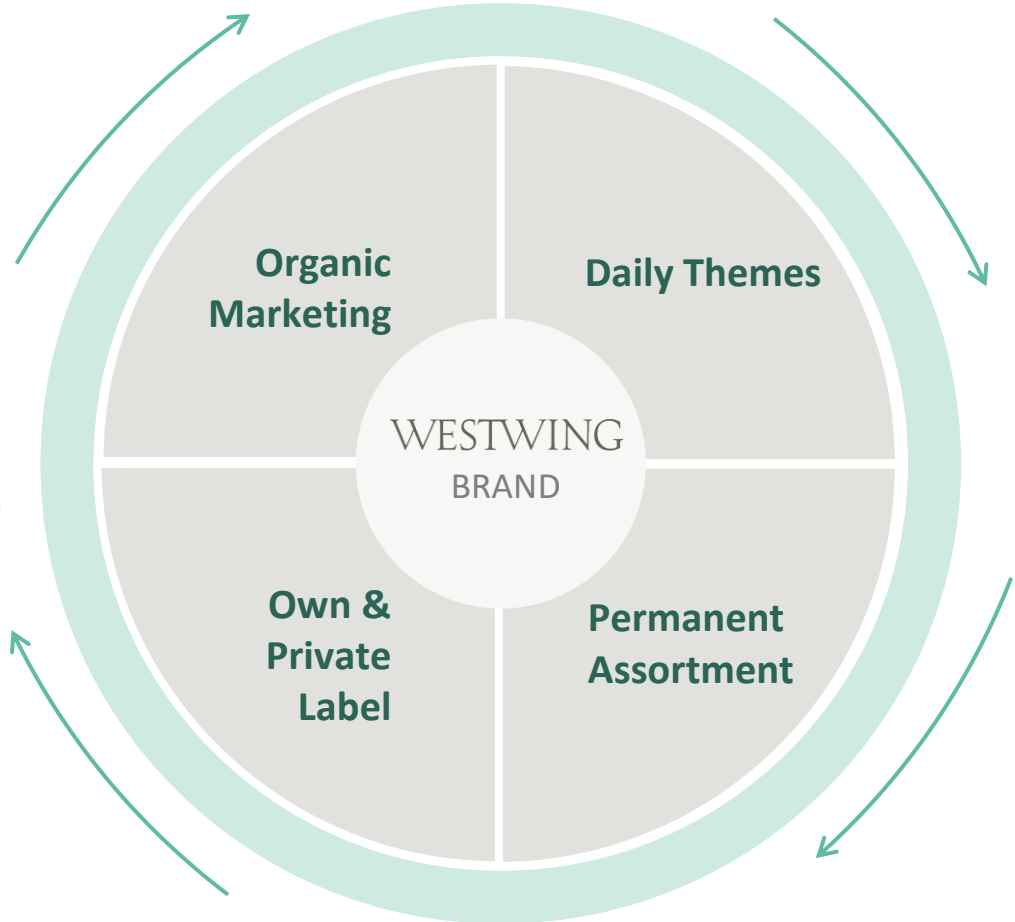 Organic
Marketing
Daily Themes
WESTWING
BRAND
Own &
Private
Label
Permanent
Assortment